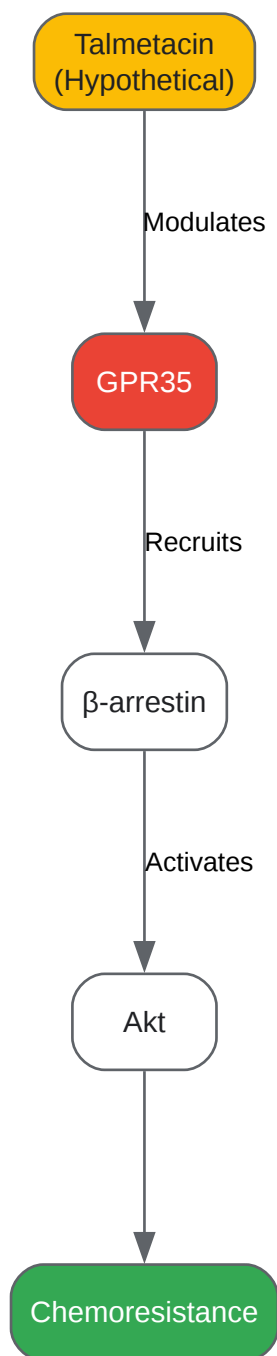 Talmetacin
(Hypothetical)
Modulates
GPR35
Recruits
β-arrestin
Activates
Akt
Chemoresistance